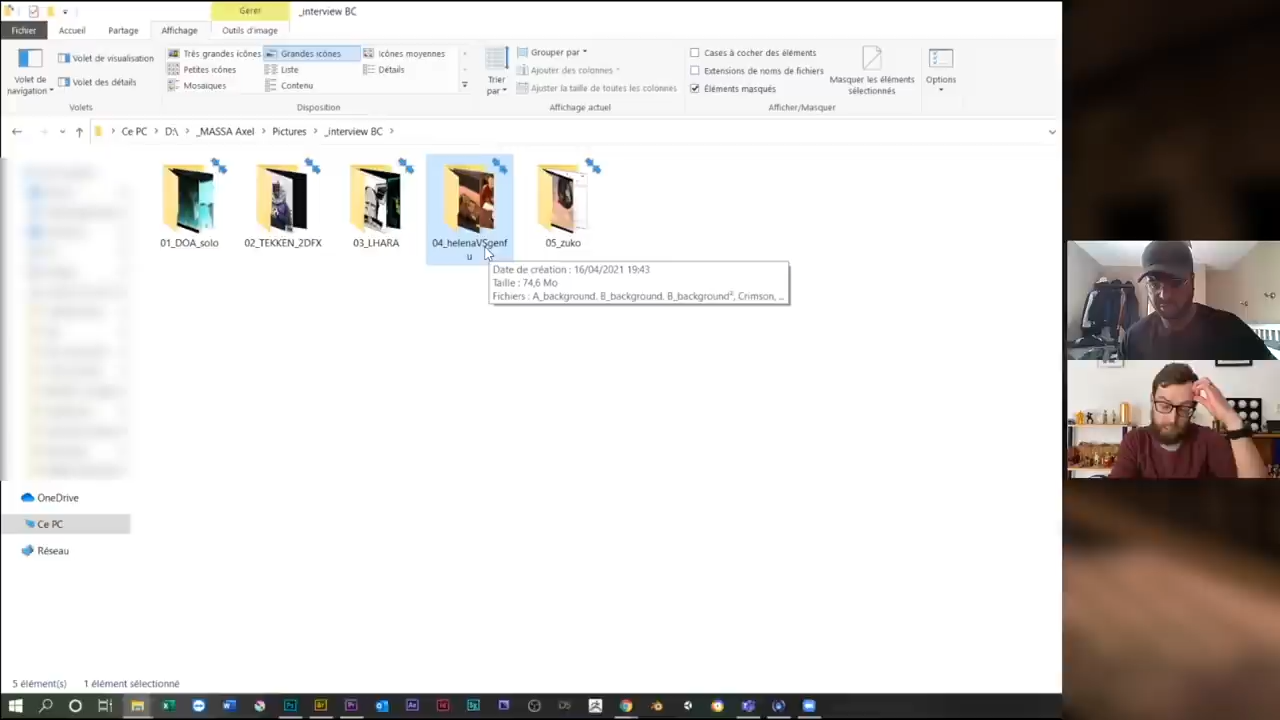 Gérer
_interview BC
Fichier
Accueil
Partage
Affichage
Outils d'image
Volet de navigation
Volet de visualisation
Volet des détails
Volets
Très grandes icônes
Grandes icônes
Icônes moyennes
Petites icônes
Liste
Détails
Mosaïques
Contenu
Disposition
Trier par
Grouper par
Ajouter des colonnes
Ajuster la taille de toutes les colonnes
Affichage actuel
Cases à cocher des éléments
Extensions de noms de fichiers
Éléments masqués
Masquer les éléments sélectionnés
Afficher/Masquer
Options
Ce PC > D:\ > _MASSA Axel > Pictures > _interview BC >
01_DOA_solo
02_TEKKEN_2DFX
03_LHARA
04_helenaVSgenf
u
05_zuko
Date de création : 16/04/2021 19:43
Taille : 74,6 Mo
Fichiers : A_background, B_background, B_background², Crimson, ...
OneDrive
Ce PC
Réseau
5 élément(s)
1 élément sélectionné